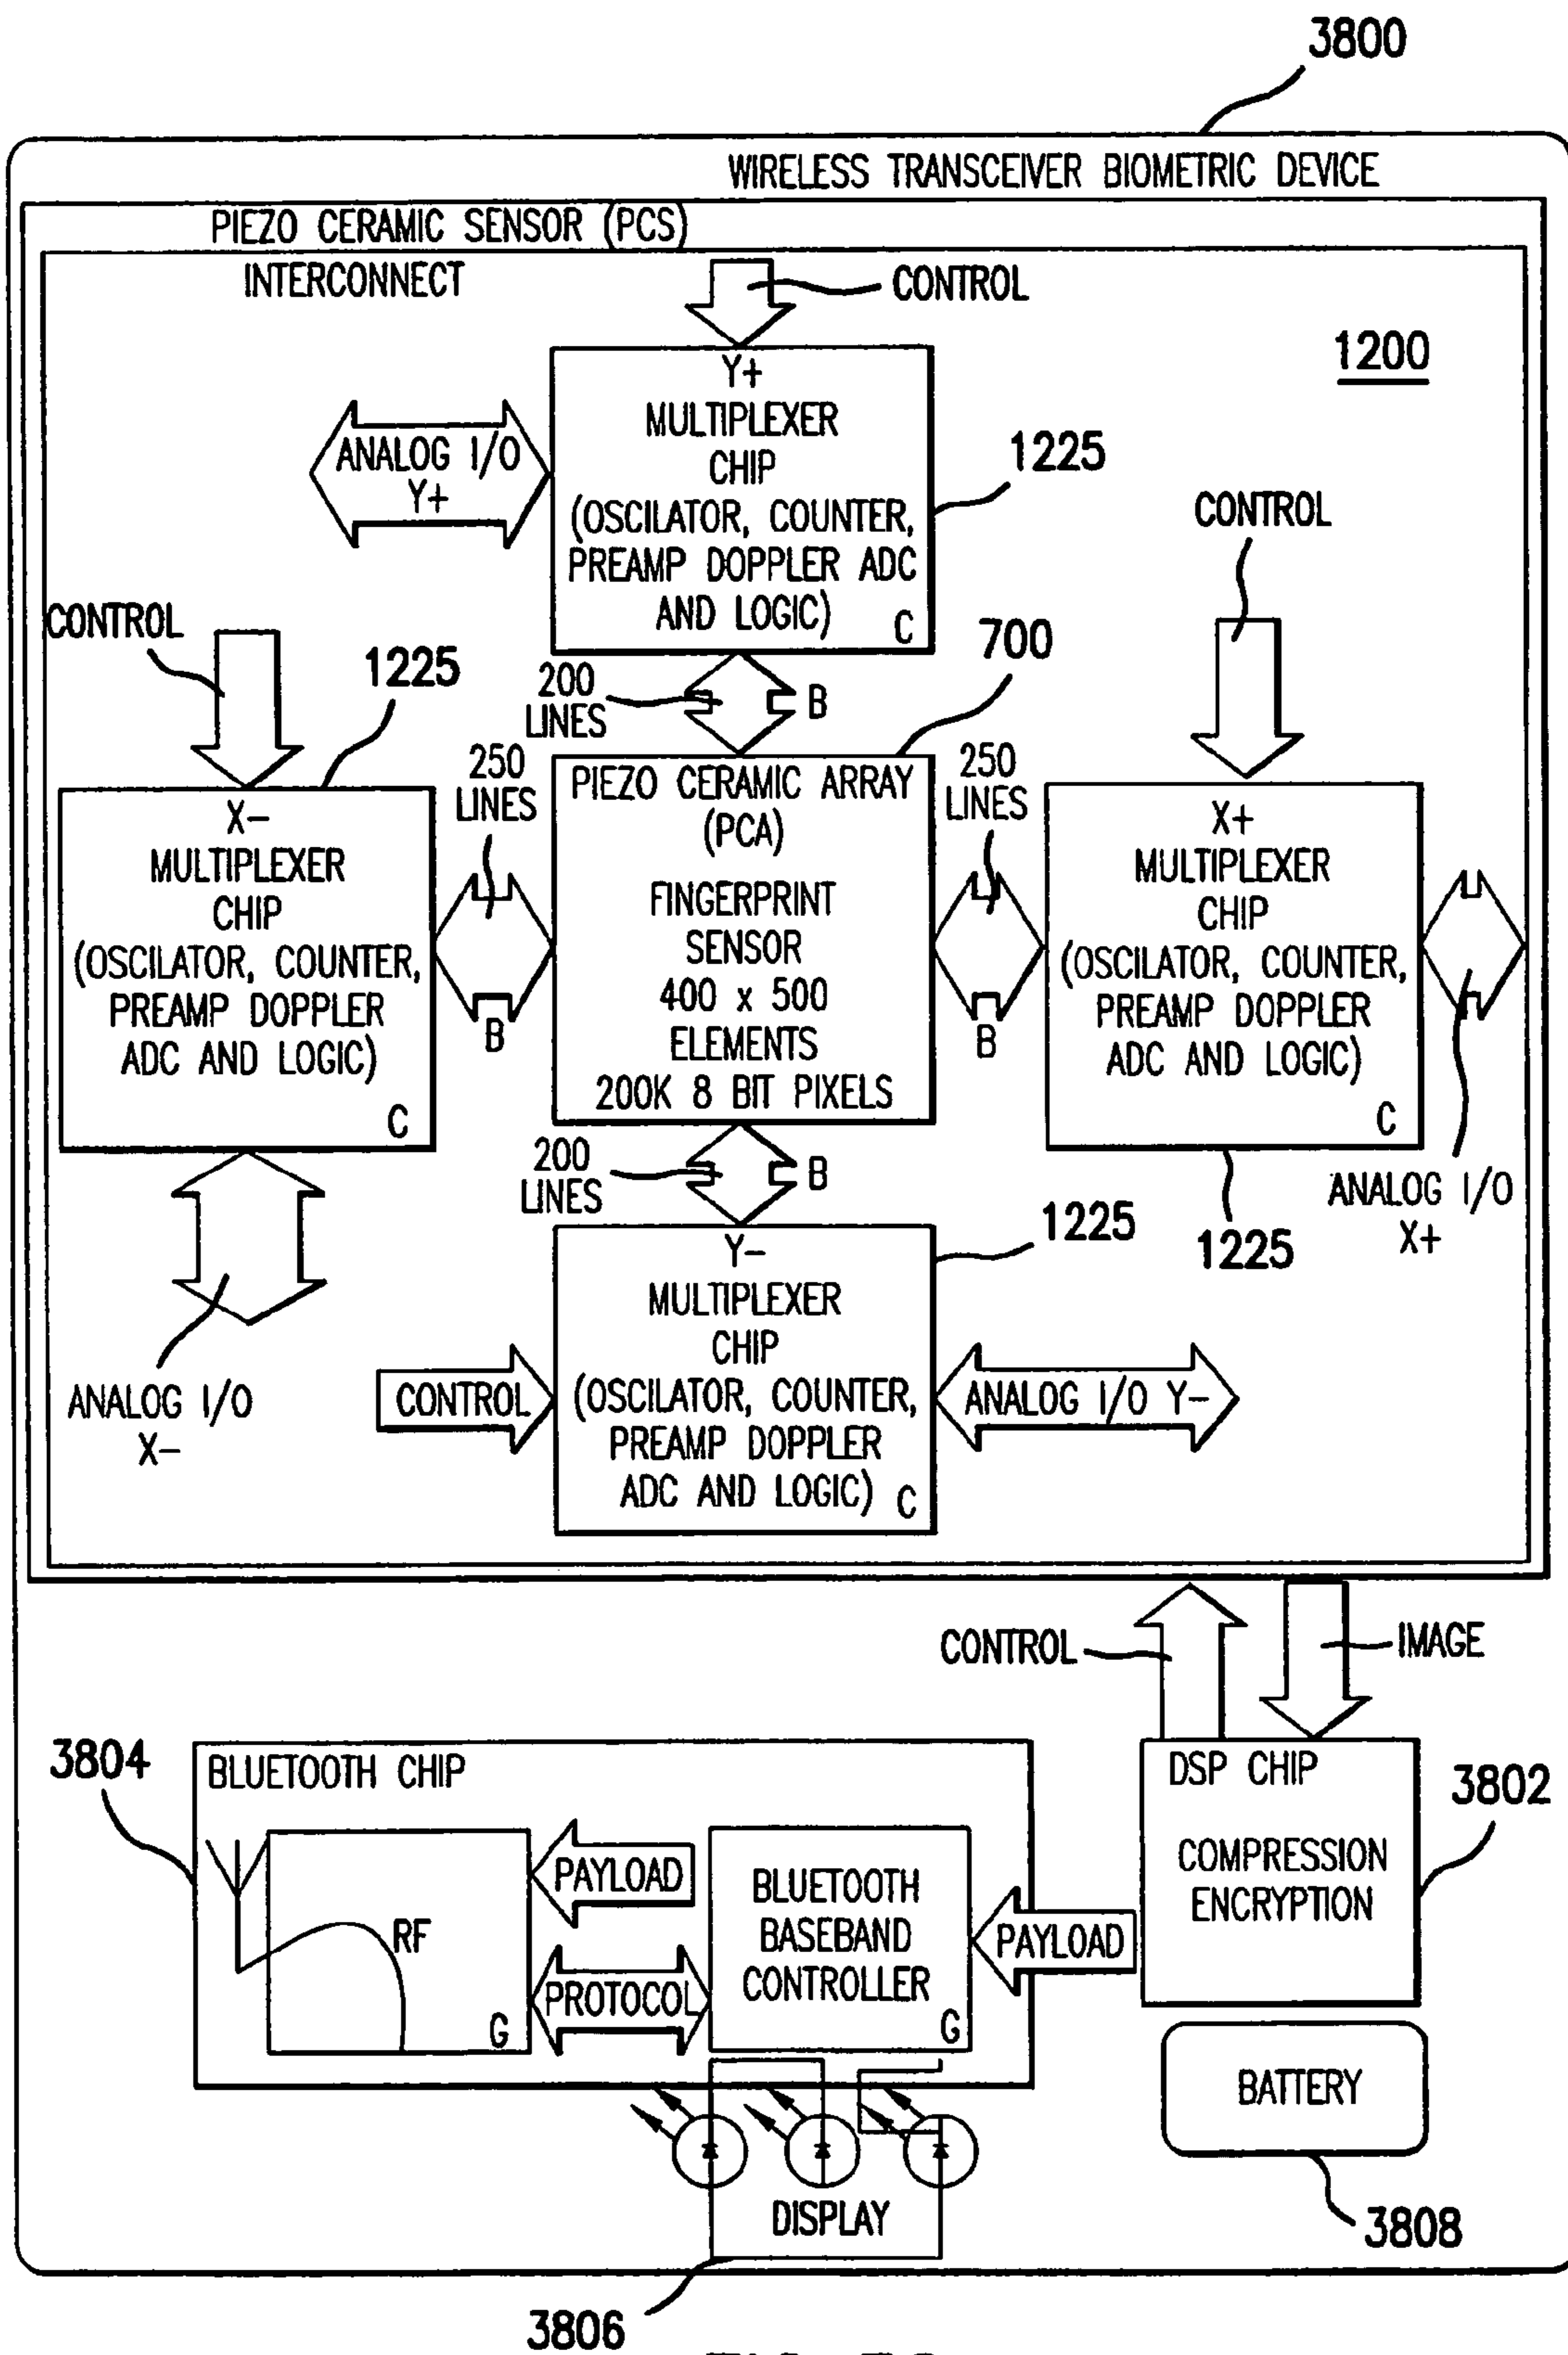 3800
WIRELESS TRANSCEIVER BIOMETRIC DEVICE
PIEZO CERAMIC SENSOR (PCS)
INTERCONNECT
CONTROL
1200
Y+
MULTIPLEXER
CHIP
(OSCILATOR, COUNTER,
PREAMP DOPPLER ADC
AND LOGIC)
C
ANALOG I/O
Y+
1225
CONTROL
CONTROL
1225
200
LINES
B
700
250
LINES
B
X-
MULTIPLEXER
CHIP
(OSCILATOR, COUNTER,
PREAMP DOPPLER
ADC AND LOGIC)
C
PIEZO CERAMIC ARRAY
(PCA)
FINGERPRINT
SENSOR
400 x 500
ELEMENTS
200K 8 BIT PIXELS
250
LINES
B
X+
MULTIPLEXER
CHIP
(OSCILATOR, COUNTER,
PREAMP DOPPLER
ADC AND LOGIC)
C
200
LINES
B
1225
1225
ANALOG I/O
X+
ANALOG I/O
X-
CONTROL
Y-
MULTIPLEXER
CHIP
(OSCILATOR, COUNTER,
PREAMP DOPPLER
ADC AND LOGIC)
C
ANALOG I/O Y-
CONTROL
IMAGE
3804
BLUETOOTH CHIP
RF
G
PAYLOAD
PROTOCOL
BLUETOOTH
BASEBAND
CONTROLLER
G
PAYLOAD
DSP CHIP
COMPRESSION
ENCRYPTION
3802
BATTERY
3808
DISPLAY
3806